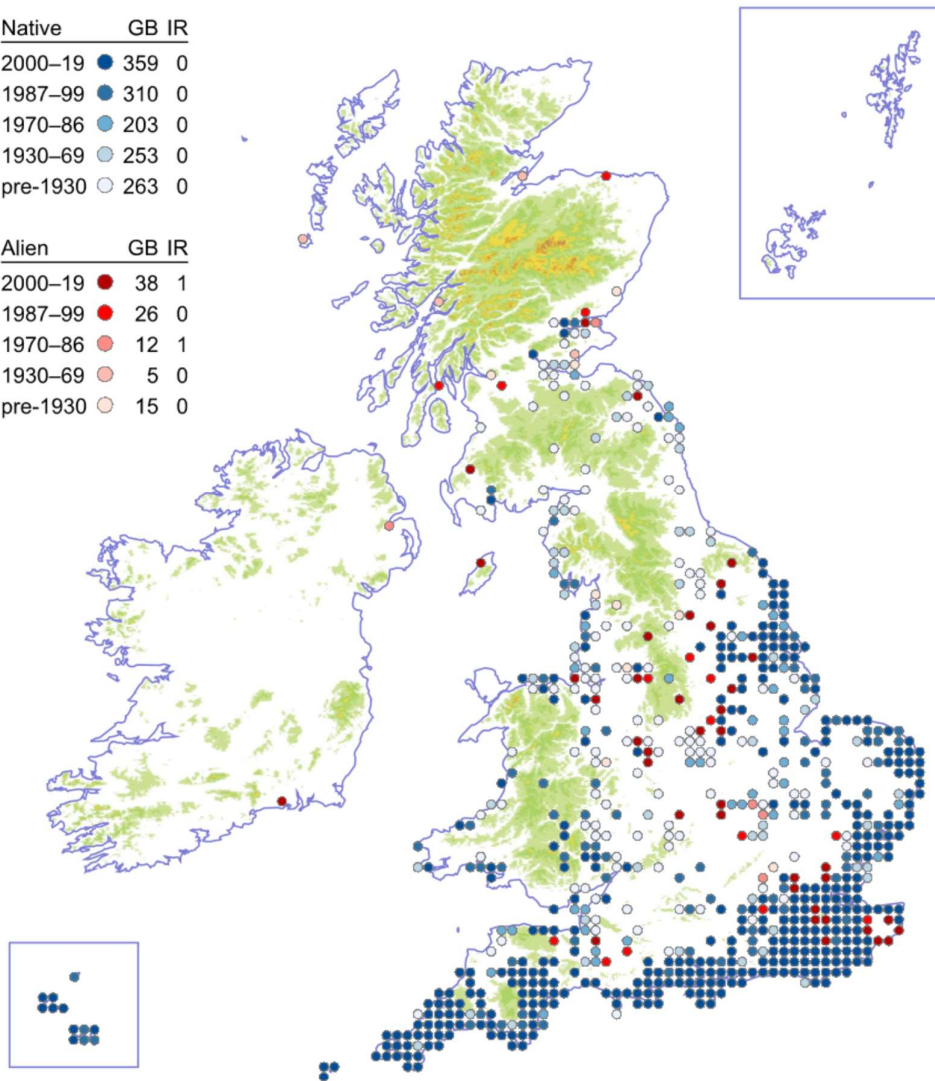 Native GB IR
2000–19 359 0
1987–99 310 0
1970–86 203 0
1930–69 253 0
pre-1930 263 0
Alien GB IR
2000–19 38 1
1987–99 26 0
1970–86 12 1
1930–69 5 0
pre-1930 15 0